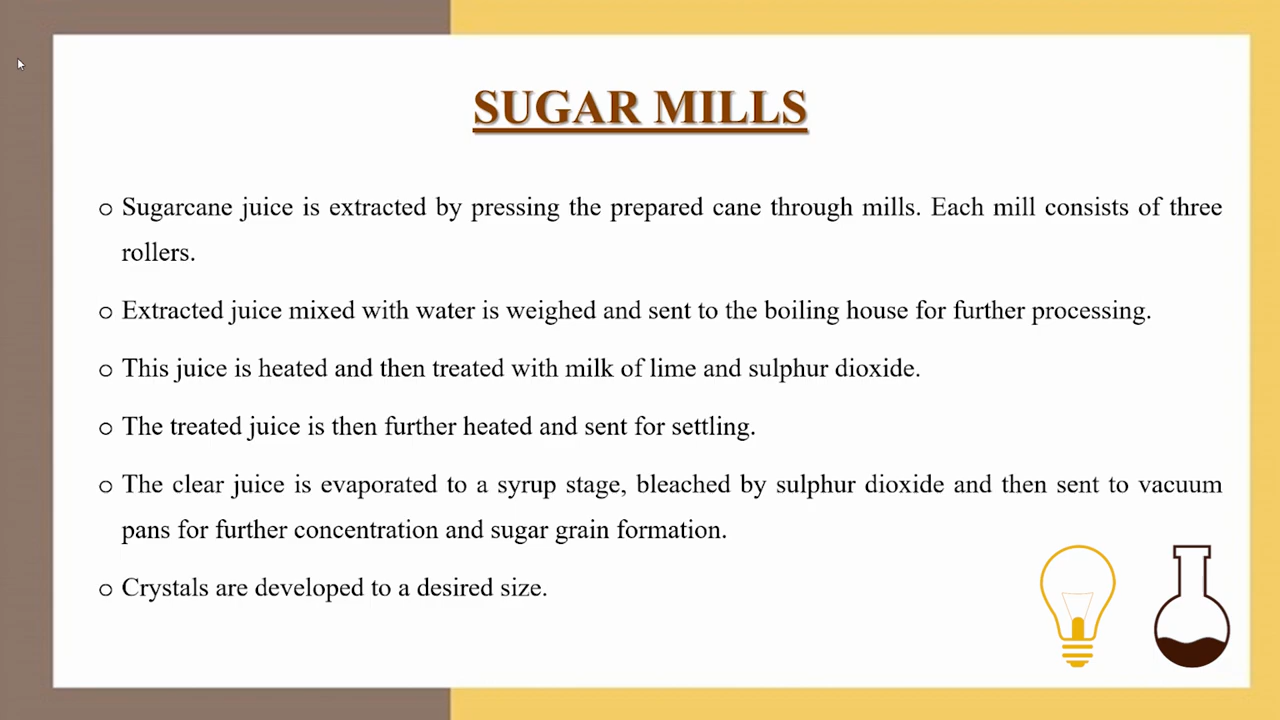 SUGAR MILLS
o Sugarcane juice is extracted by pressing the prepared cane through mills. Each mill consists of three
rollers.
o Extracted juice mixed with water is weighed and sent to the boiling house for further processing.
o This juice is heated and then treated with milk of lime and sulphur dioxide.
o The treated juice is then further heated and sent for settling.
o The clear juice is evaporated to a syrup stage, bleached by sulphur dioxide and then sent to vacuum
pans for further concentration and sugar grain formation.
o Crystals are developed to a desired size.